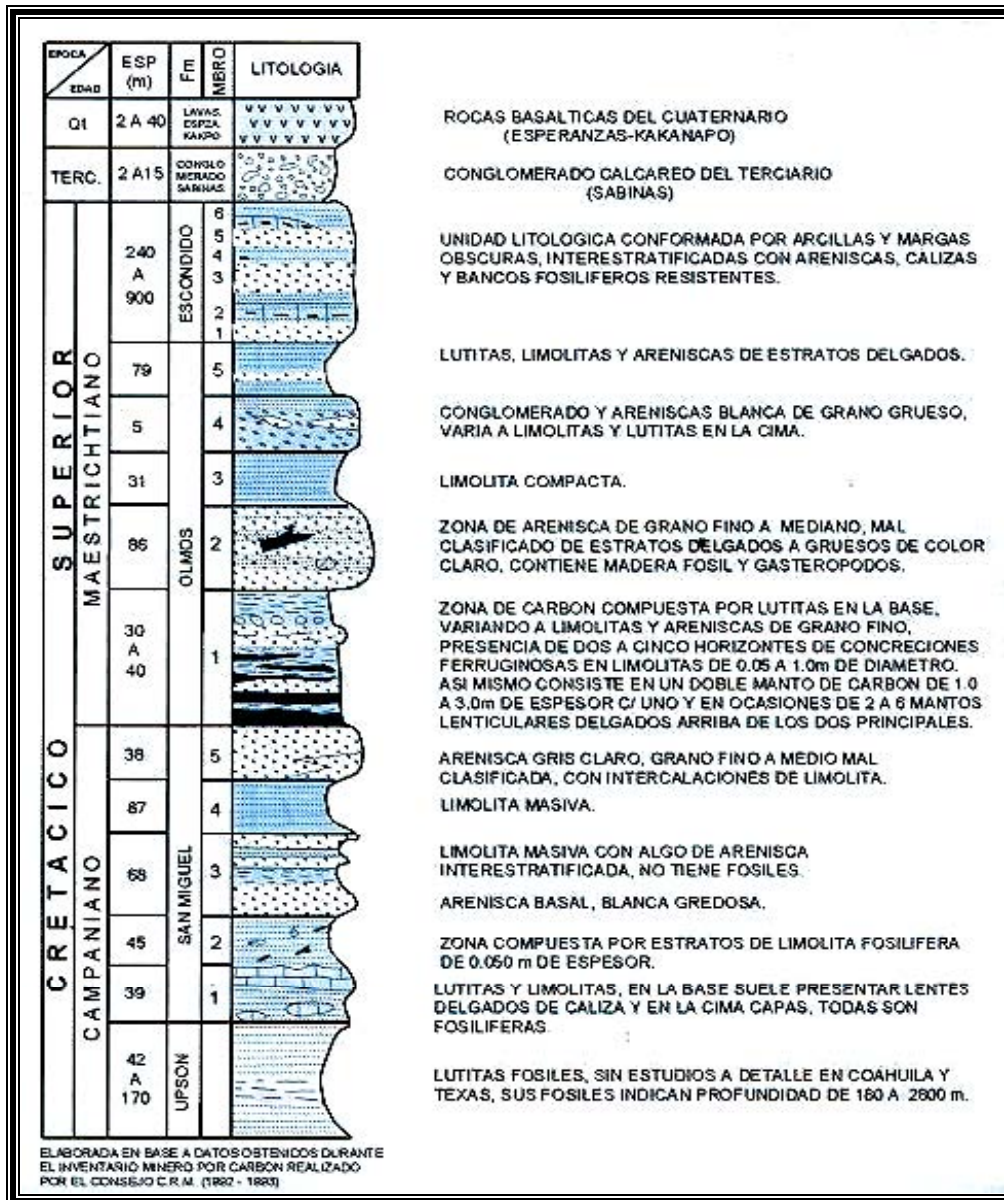 EPOCA
EDAD
ESP (m)
Fm
MBRO
LITOLOGIA
Qt
2 A 40
LAVAS.
ESPZA.
KAKPO
ROCAS BASALTICAS DEL CUATERNARIO
(ESPERANZAS-KAKANAPO)
TERC.
2 A15
CONGLO
MERADO
SABINAS
CONGLOMERADO CALCAREO DEL TERCIARIO
(SABINAS)
CRETACICO
SUPERIOR
MAESTRICHTIANO
240
A
900
ESCONDIDO
6
5
4
3
2
1
UNIDAD LITOLOGICA CONFORMADA POR ARCILLAS Y MARGAS
OBSCURAS, INTERESTRATIFICADAS CON ARENISCAS, CALIZAS
Y BANCOS FOSILIFEROS RESISTENTES.
OLMOS
79
5
LUTITAS, LIMOLITAS Y ARENISCAS DE ESTRATOS DELGADOS.
5
4
CONGLOMERADO Y ARENISCAS BLANCA DE GRANO GRUESO,
VARIA A LIMOLITAS Y LUTITAS EN LA CIMA.
31
3
LIMOLITA COMPACTA.
86
2
ZONA DE ARENISCA DE GRANO FINO A MEDIANO, MAL
CLASIFICADO DE ESTRATOS DELGADOS A GRUESOS DE COLOR
CLARO, CONTIENE MADERA FOSIL Y GASTEROPODOS.
30
A
40
1
ZONA DE CARBON COMPUESTA POR LUTITAS EN LA BASE,
VARIANDO A LIMOLITAS Y ARENISCAS DE GRANO FINO,
PRESENCIA DE DOS A CINCO HORIZONTES DE CONCRECIONES
FERRUGINOSAS EN LIMOLITAS DE 0.05 A 1.0m DE DIAMETRO.
ASI MISMO CONSISTE EN UN DOBLE MANTO DE CARBON DE 1.0
A 3.0m DE ESPESOR C/ UNO Y EN OCASIONES DE 2 A 6 MANTOS
LENTICULARES DELGADOS ARRIBA DE LOS DOS PRINCIPALES.
CAMPANIANO
SAN MIGUEL
38
5
ARENISCA GRIS CLARO, GRANO FINO A MEDIO MAL
CLASIFICADA, CON INTERCALACIONES DE LIMOLITA.
87
4
LIMOLITA MASIVA.
68
3
LIMOLITA MASIVA CON ALGO DE ARENISCA
INTERESTRATIFICADA, NO TIENE FOSILES.
ARENISCA BASAL, BLANCA GREDOSA.
45
2
ZONA COMPUESTA POR ESTRATOS DE LIMOLITA FOSILIFERA
DE 0.050 m DE ESPESOR.
39
1
LUTITAS Y LIMOLITAS, EN LA BASE SUELE PRESENTAR LENTES
DELGADOS DE CALIZA Y EN LA CIMA CAPAS, TODAS SON
FOSILIFERAS.
42
A
170
UPSON
LUTITAS FOSILES, SIN ESTUDIOS A DETALLE EN COAHUILA Y
TEXAS, SUS FOSILES INDICAN PROFUNDIDAD DE 180 A 2800 m.
ELABORADA EN BASE A DATOS OBTENICOS DURANTE
EL INVENTARIO MINERO POR CARBON REALIZADO
POR EL CONSEJO C.R.M. (1992 - 1993)